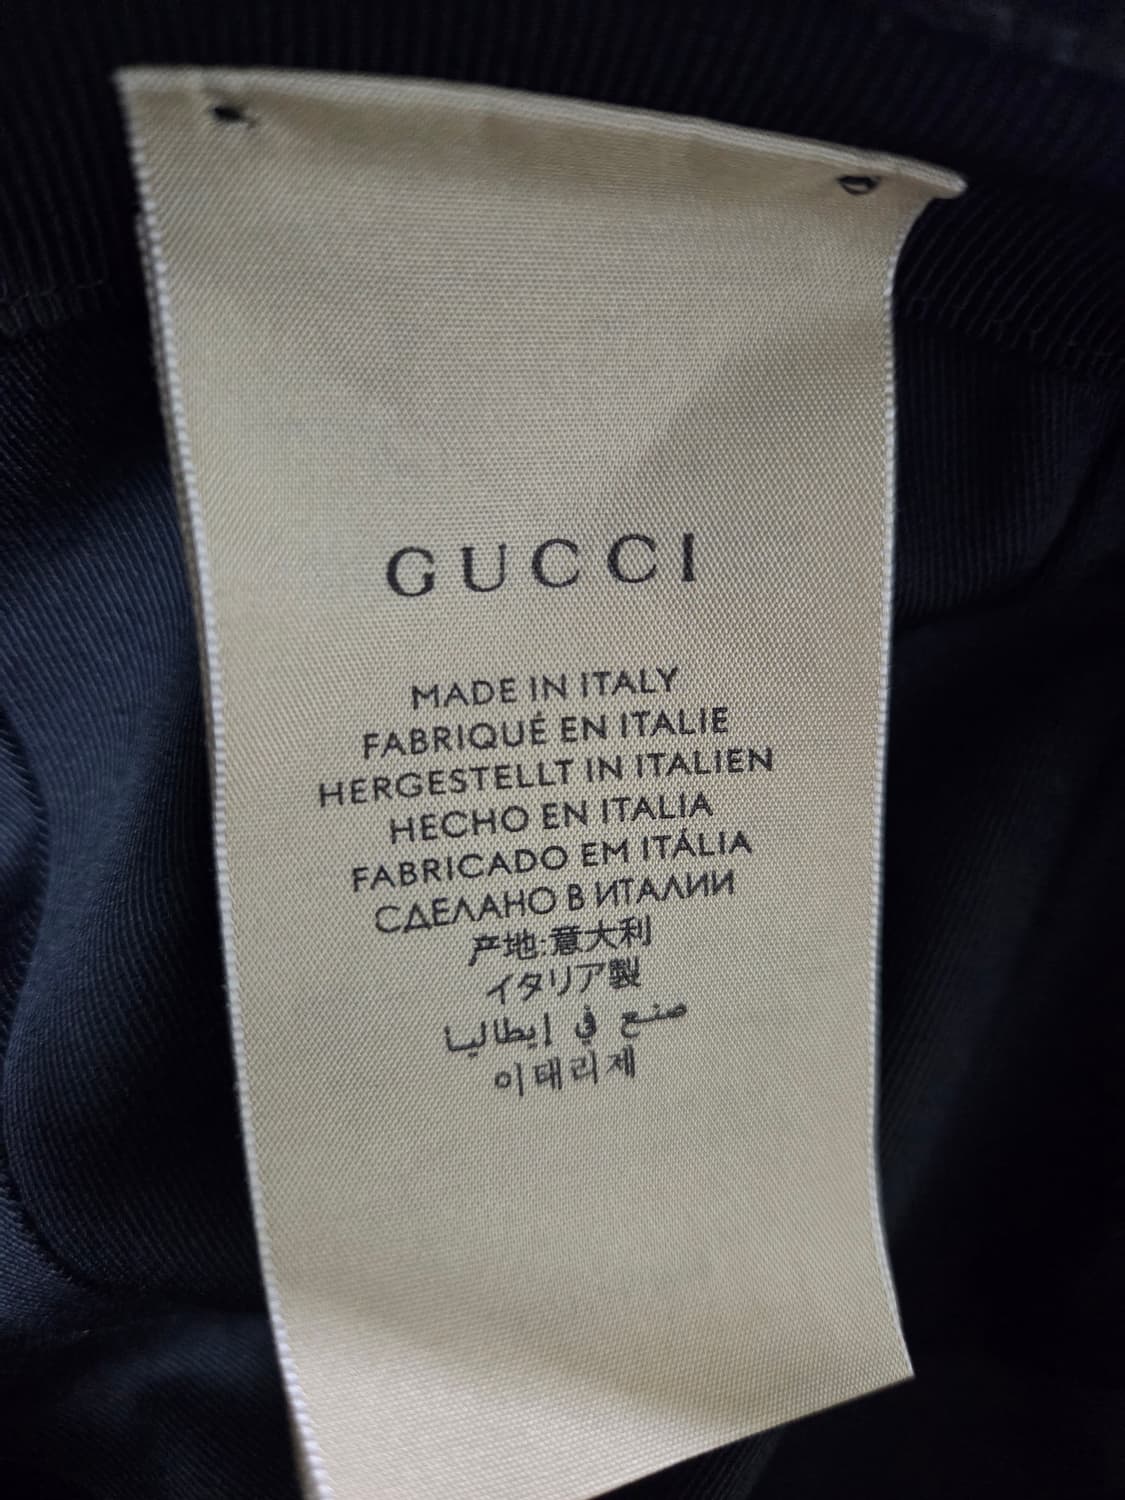 GUCCI
MADE IN ITALY
FABRIQUÉ EN ITALIE
HERGESTELLT IN ITALIEN
HECHO EN ITALIA
FABRICADO EM ITÁLIA
СДЕЛАНО В ИТАЛИИ
产地:意大利
イタリア製
صنع في إيطاليا
이태리제